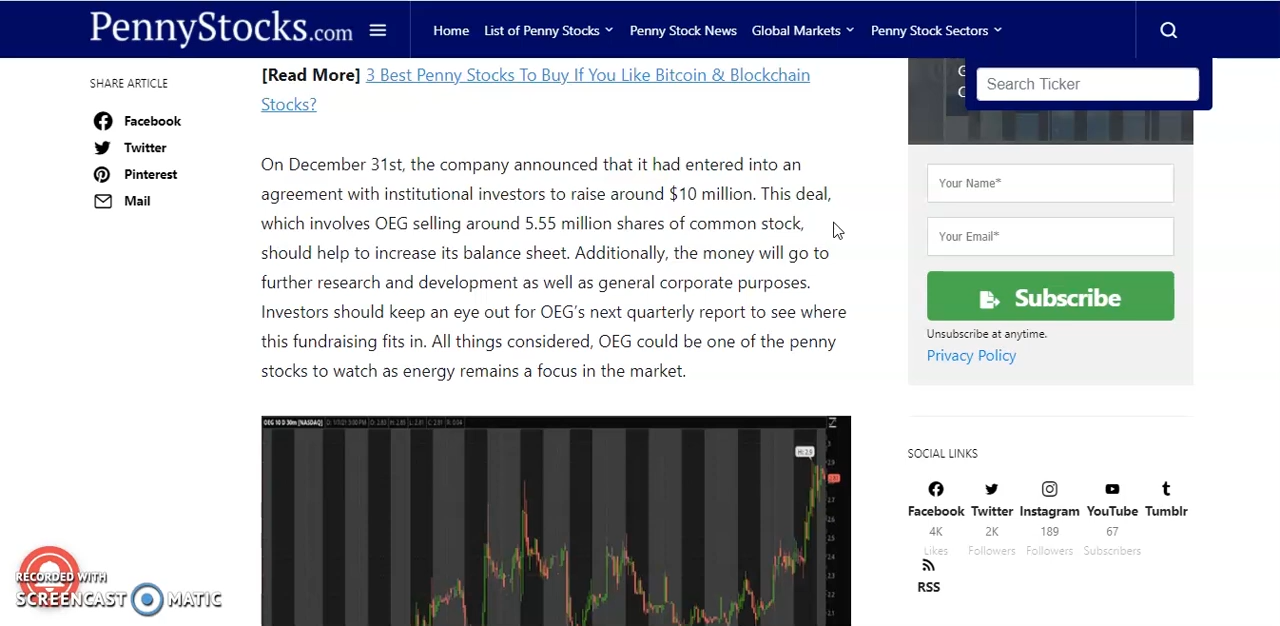 PennyStocks.com
Home
List of Penny Stocks
Penny Stock News
Global Markets
Penny Stock Sectors
Search Ticker
SHARE ARTICLE
Facebook
Twitter
Pinterest
Mail
[Read More] 3 Best Penny Stocks To Buy If You Like Bitcoin & Blockchain
Stocks?
On December 31st, the company announced that it had entered into an
agreement with institutional investors to raise around $10 million. This deal,
which involves OEG selling around 5.55 million shares of common stock,
should help to increase its balance sheet. Additionally, the money will go to
further research and development as well as general corporate purposes.
Investors should keep an eye out for OEG’s next quarterly report to see where
this fundraising fits in. All things considered, OEG could be one of the penny
stocks to watch as energy remains a focus in the market.
Your Name*
Your Email*
Subscribe
Unsubscribe at anytime.
Privacy Policy
SOCIAL LINKS
Facebook
4K
Likes
Twitter
2K
Followers
Instagram
189
Followers
YouTube
67
Subscribers
Tumblr
RSS
OEG 10 D 30m [NASDAQ]
RECORDED WITH
SCREENCAST MATIC